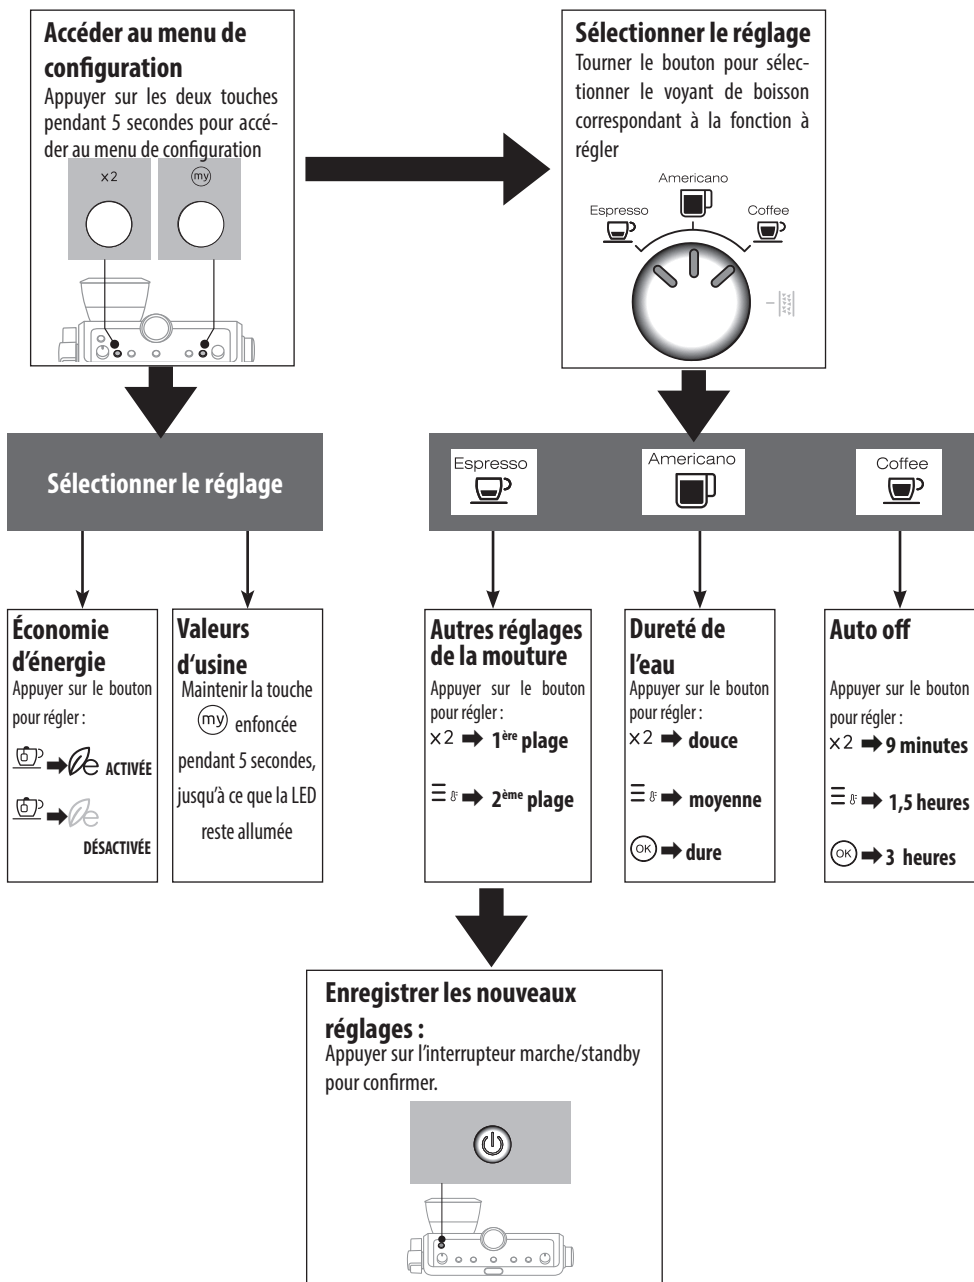 Accéder au menu de
configuration
Appuyer sur les deux touches
pendant 5 secondes pour accé-
der au menu de configuration
x2
my
Sélectionner le réglage
Tourner le bouton pour sélec-
tionner le voyant de boisson
correspondant à la fonction à
régler
Americano
Espresso
Coffee
Sélectionner le réglage
Espresso
Americano
Coffee
Économie
d'énergie
Appuyer sur le bouton
pour régler :
ACTIVÉE
DÉSACTIVÉE
Valeurs
d‘usine
Maintenir la touche
my enfoncée
pendant 5 secondes,
jusqu’à ce que la LED
reste allumée
Autres réglages
de la mouture
Appuyer sur le bouton
pour régler :
x2 ➡ 1ère plage
➡ 2ème plage
Dureté de
l'eau
Appuyer sur le bouton
pour régler :
x2 ➡ douce
➡ moyenne
OK ➡ dure
Auto off
Appuyer sur le bouton
pour régler :
x2 ➡ 9 minutes
➡ 1,5 heures
OK ➡ 3 heures
Enregistrer les nouveaux
réglages :
Appuyer sur l’interrupteur marche/standby
pour confirmer.